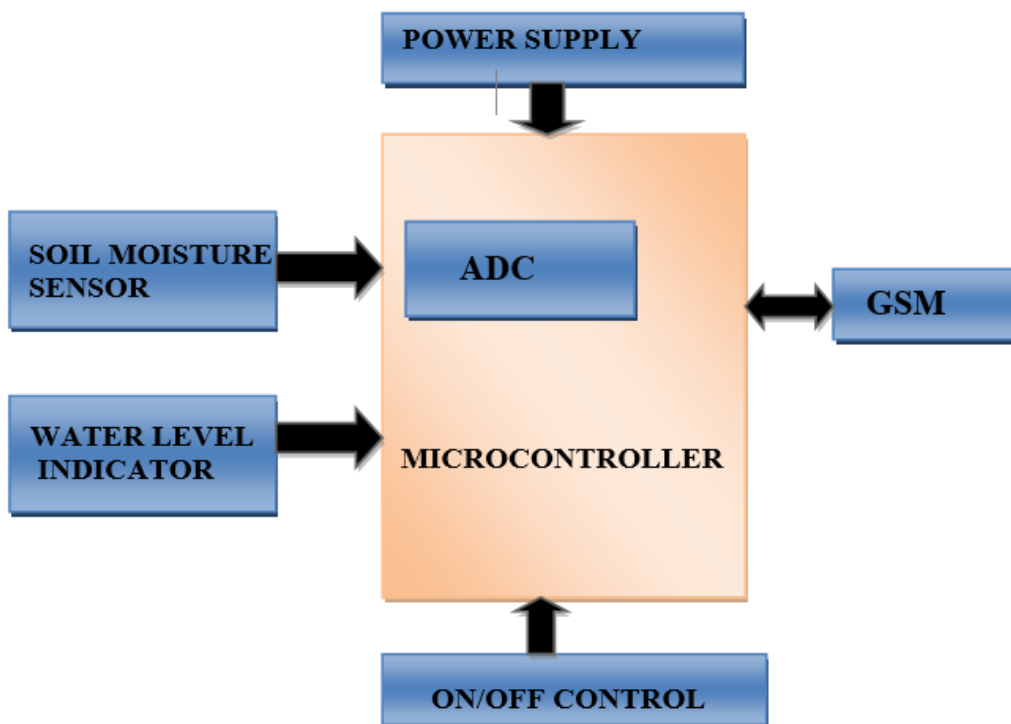 POWER SUPPLY
SOIL MOISTURE
SENSOR
ADC
GSM
WATER LEVEL
INDICATOR
MICROCONTROLLER
ON/OFF CONTROL